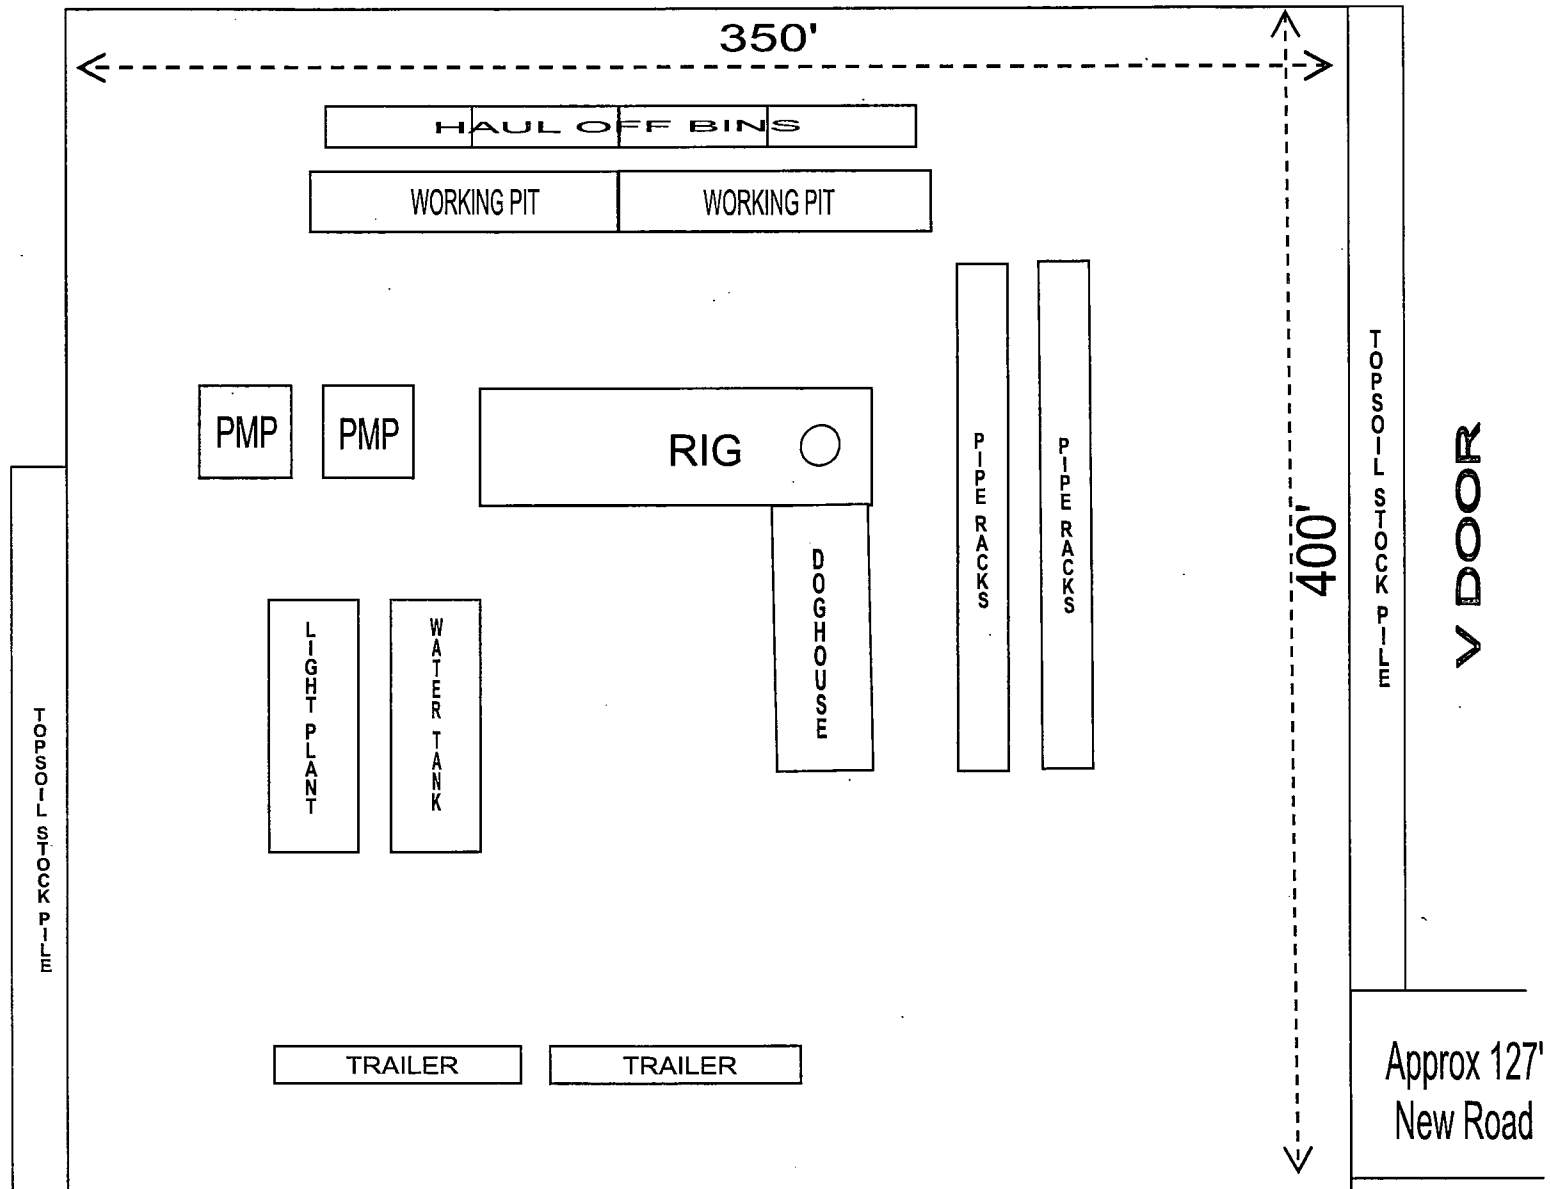 350'
HAUL OFF BINS
WORKING PIT
WORKING PIT
PMP
PMP
RIG
DOGHOUSE
PIPE RACKS
PIPE RACKS
400'
TOPSOIL STOCK PILE
V DOOR
LIGHT PLANT
WATER TANK
TOPSOIL STOCK PILE
TRAILER
TRAILER
Approx 127'
New Road